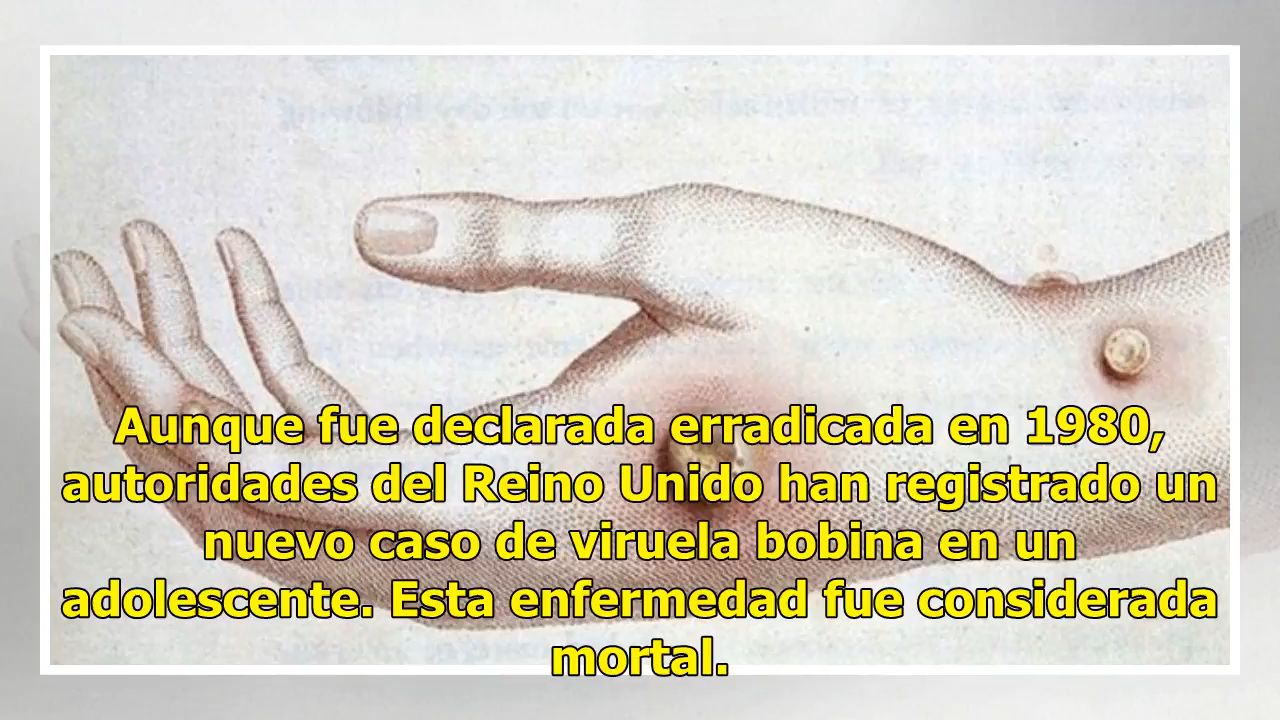 Aunque fue declarada erradicada en 1980,
autoridades del Reino Unido han registrado un
nuevo caso de viruela bobina en un
adolescente. Esta enfermedad fue considerada
mortal.